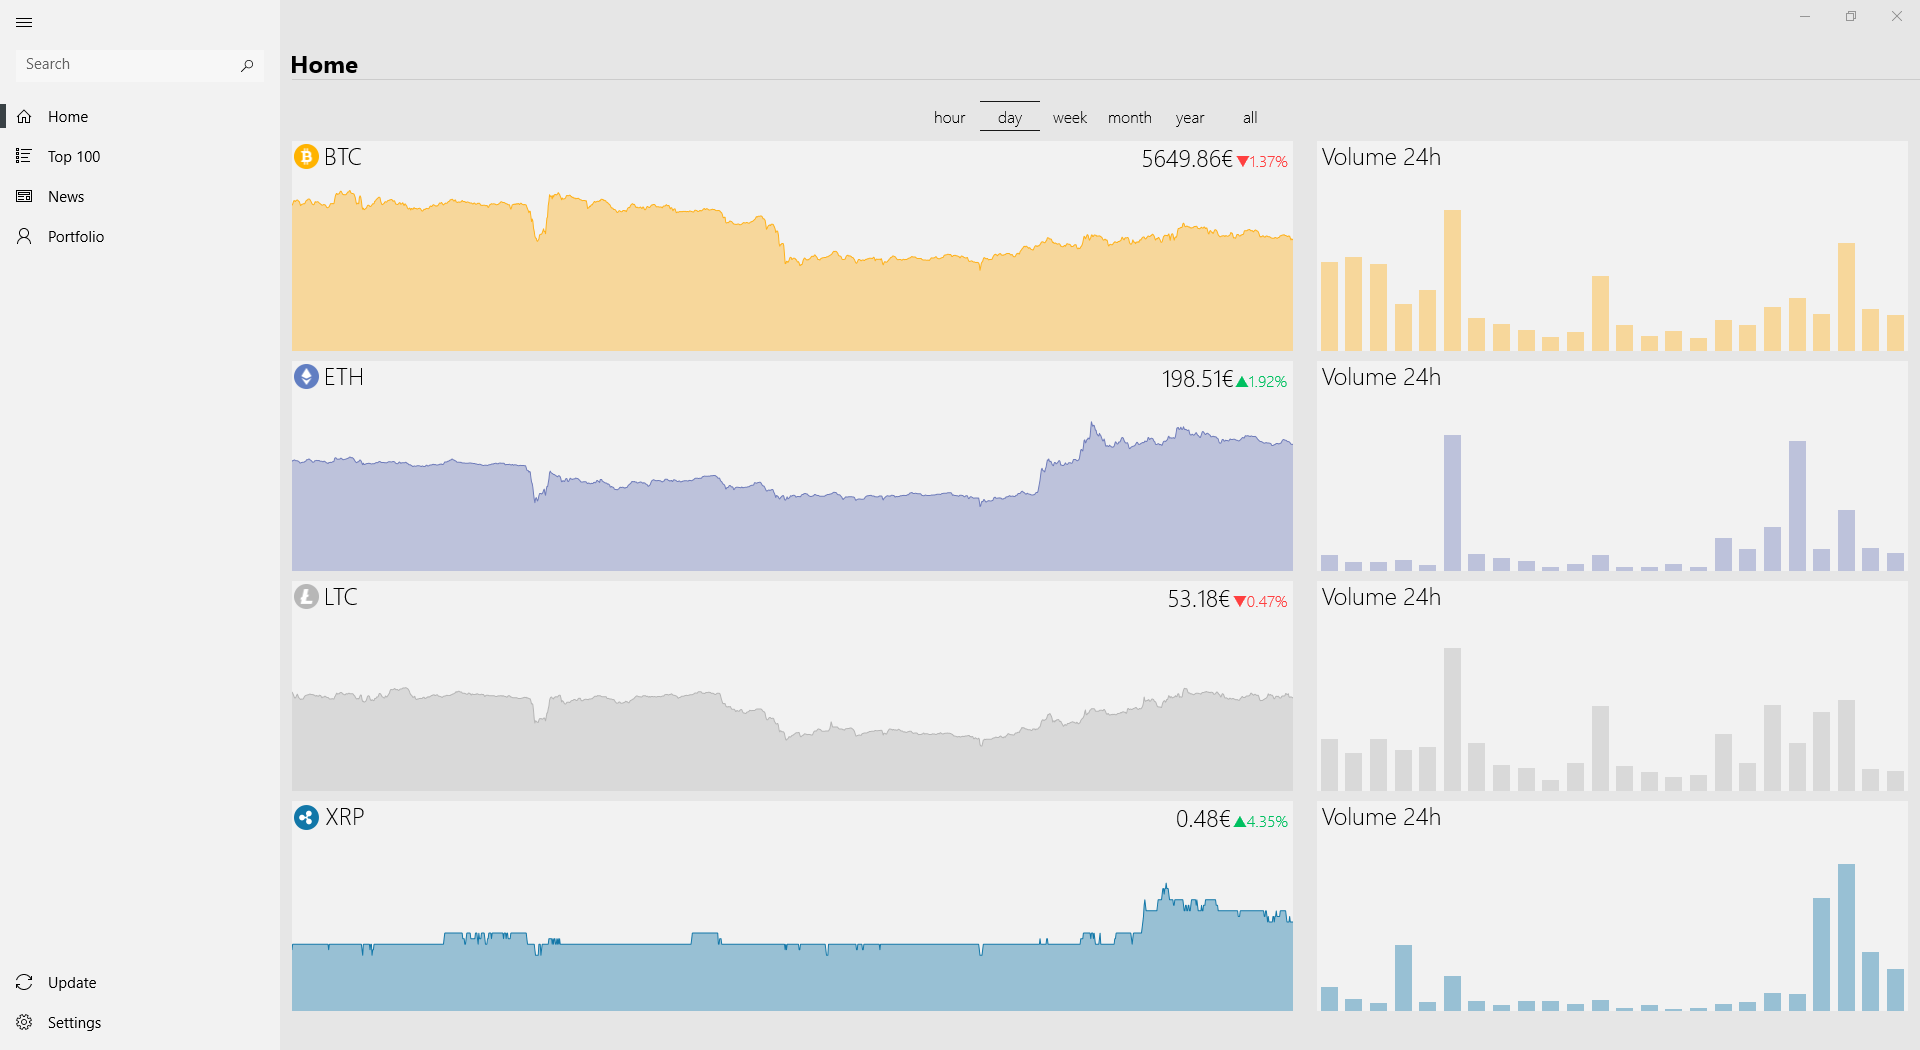 Search
Home
Top 100
News
Portfolio
Update
Settings
Home
hour day week month year all
BTC 5649.86€ ▼1.37%
Volume 24h
ETH 198.51€ ▲1.92%
Volume 24h
LTC 53.18€ ▼0.47%
Volume 24h
XRP 0.48€ ▲4.35%
Volume 24h